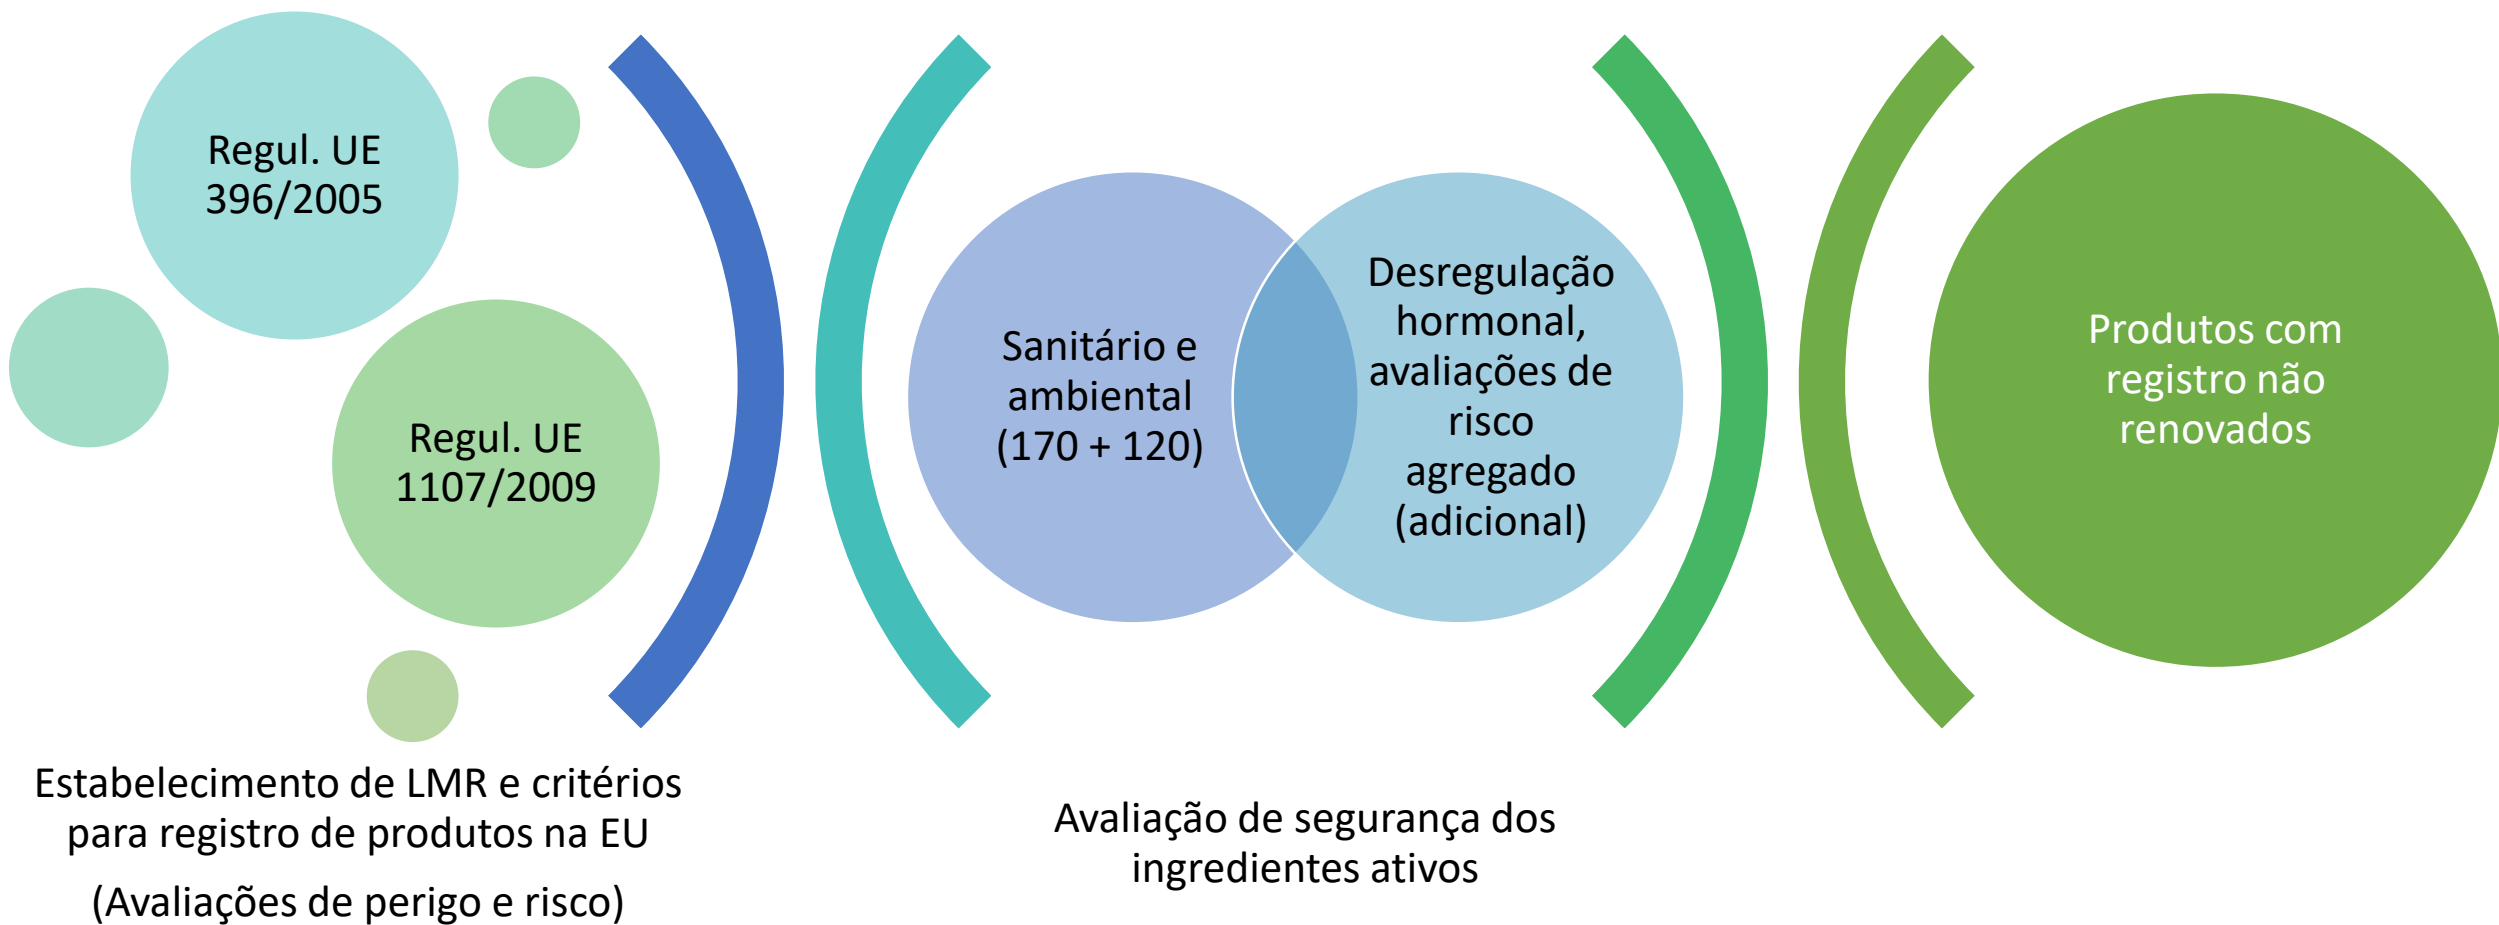 Regul. UE
396/2005
Regul. UE
1107/2009
Estabelecimento de LMR e critérios
para registro de produtos na EU
(Avaliações de perigo e risco)
Sanitário e
ambiental
(170 + 120)
Desregulação
hormonal,
avaliações de
risco
agregado
(adicional)
Avaliação de segurança dos
ingredientes ativos
Produtos com
registro não
renovados